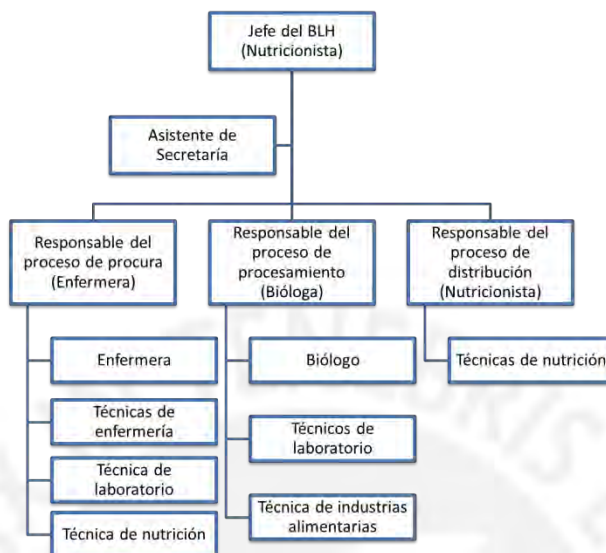 Jefe del BLH
(Nutricionista)
Asistente de
Secretaría
Responsable del
proceso de procura
(Enfermera)
Responsable del
proceso de
procesamiento
(Bióloga)
Responsable del
proceso de
distribución
(Nutricionista)
Enfermera
Técnicas de
enfermería
Técnica de
laboratorio
Técnica de nutrición
Biólogo
Técnicos de
laboratorio
Técnica de industrias
alimentarias
Técnicas de nutrición